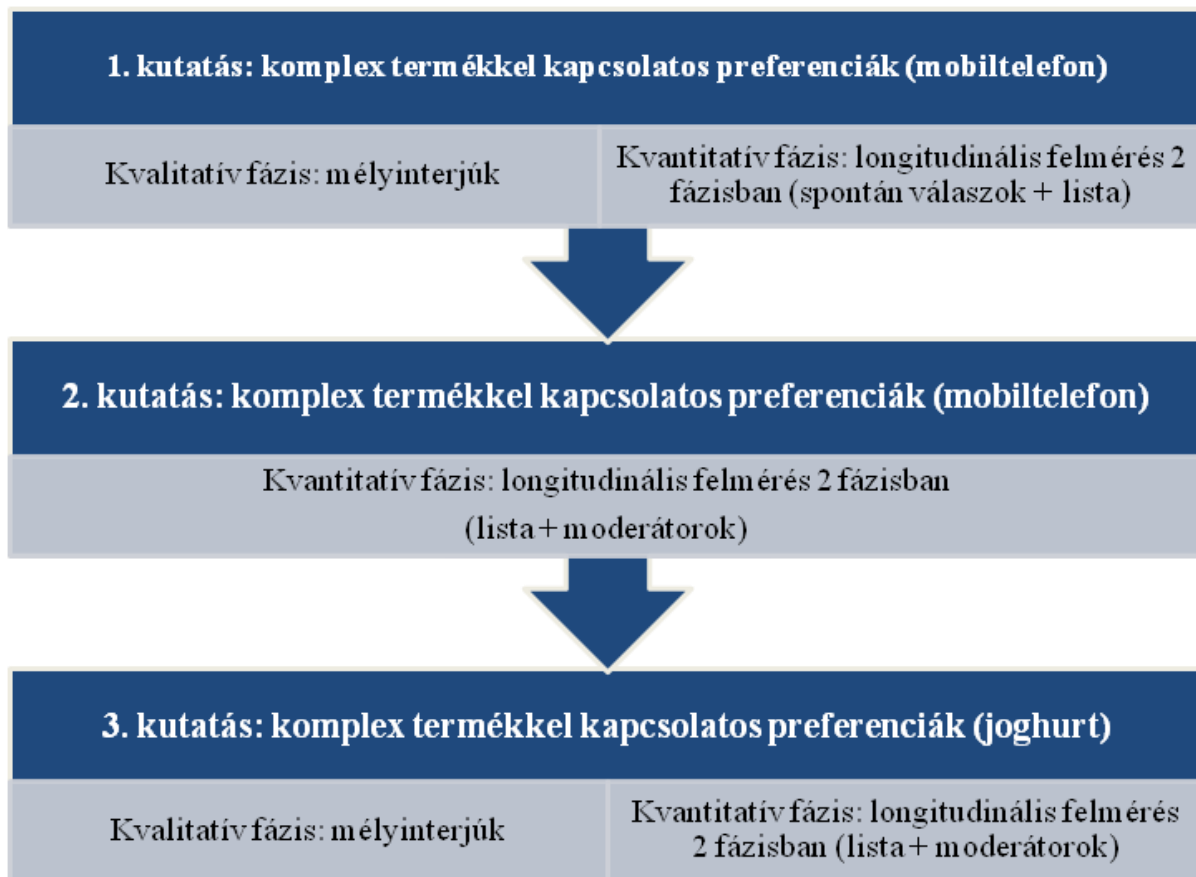 1. kutatás: komplex termékkel kapcsolatos preferenciák (mobiltelefon)
Kvalitatív fázis: mélyinterjúk
Kvantitatív fázis: longitudinális felmérés 2
fázisban (spontán válaszok + lista)
2. kutatás: komplex termékkel kapcsolatos preferenciák (mobiltelefon)
Kvantitatív fázis: longitudinális felmérés 2 fázisban
(lista + moderátorok)
3. kutatás: komplex termékkel kapcsolatos preferenciák (joghurt)
Kvalitatív fázis: mélyinterjúk
Kvantitatív fázis: longitudinális felmérés
2 fázisban (lista + moderátorok)